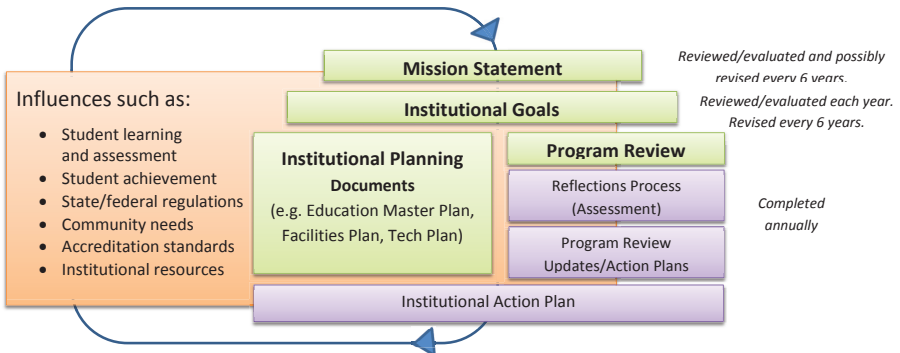 Mission Statement
Reviewed/evaluated and possibly
revised every 6 years.
Institutional Goals
Reviewed/evaluated each year.
Revised every 6 years.
Influences such as:
• Student learning
and assessment
• Student achievement
• State/federal regulations
• Community needs
• Accreditation standards
• Institutional resources
Institutional Planning
Documents
(e.g. Education Master Plan,
Facilities Plan, Tech Plan)
Program Review
Reflections Process
(Assessment)
Program Review
Updates/Action Plans
Completed
annually
Institutional Action Plan